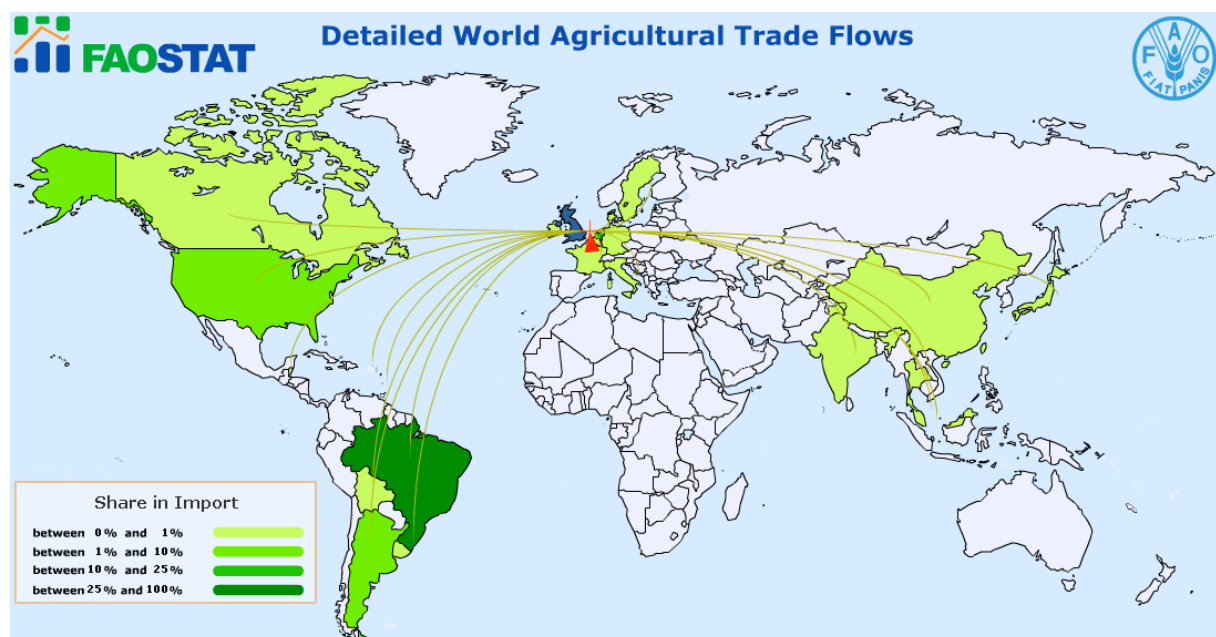 FAOSTAT
Detailed World Agricultural Trade Flows
F A O
FIAT PANIS
Share in Import
between 0% and 1%
between 1% and 10%
between 10% and 25%
between 25% and 100%